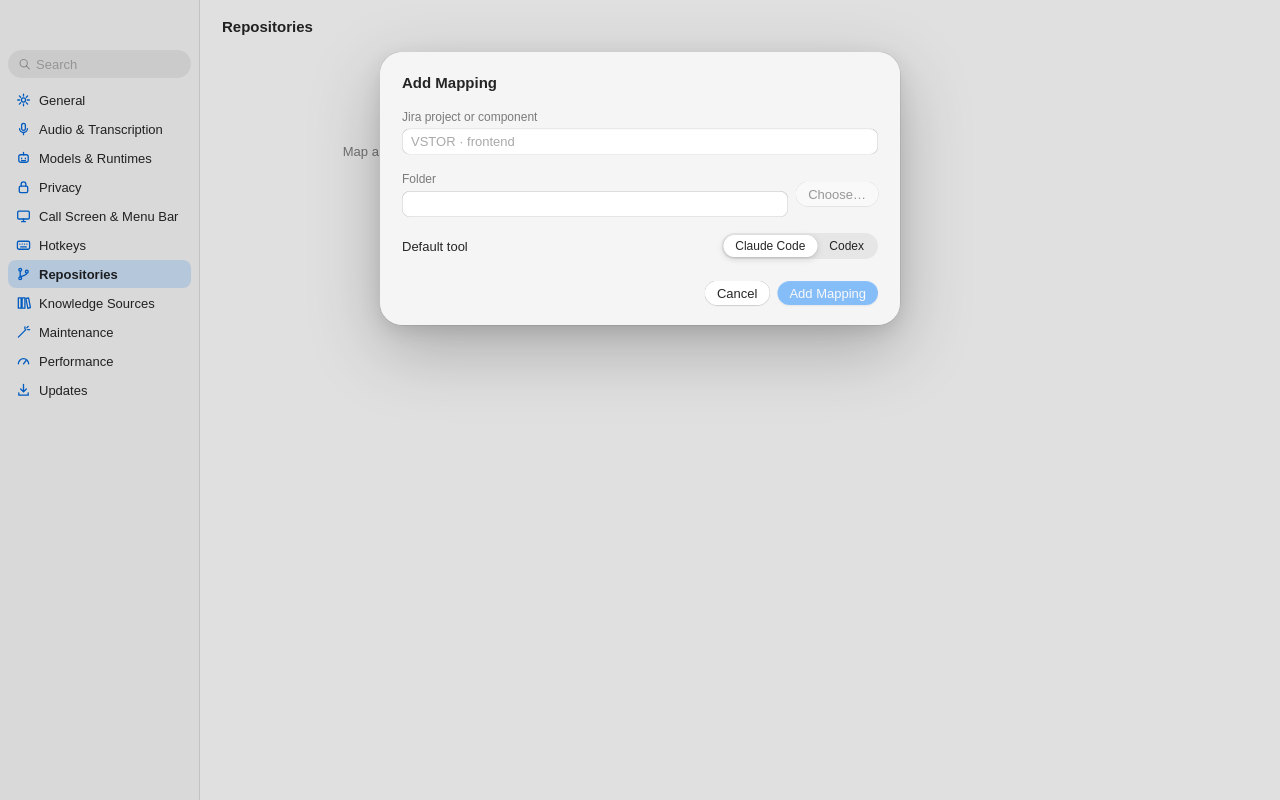 Repositories
Search
General
Audio & Transcription
Models & Runtimes
Privacy
Call Screen & Menu Bar
Hotkeys
Repositories
Knowledge Sources
Maintenance
Performance
Updates
Map a
Add Mapping
Jira project or component
VSTOR · frontend
Folder
Choose…
Default tool
Claude Code
Codex
Cancel
Add Mapping